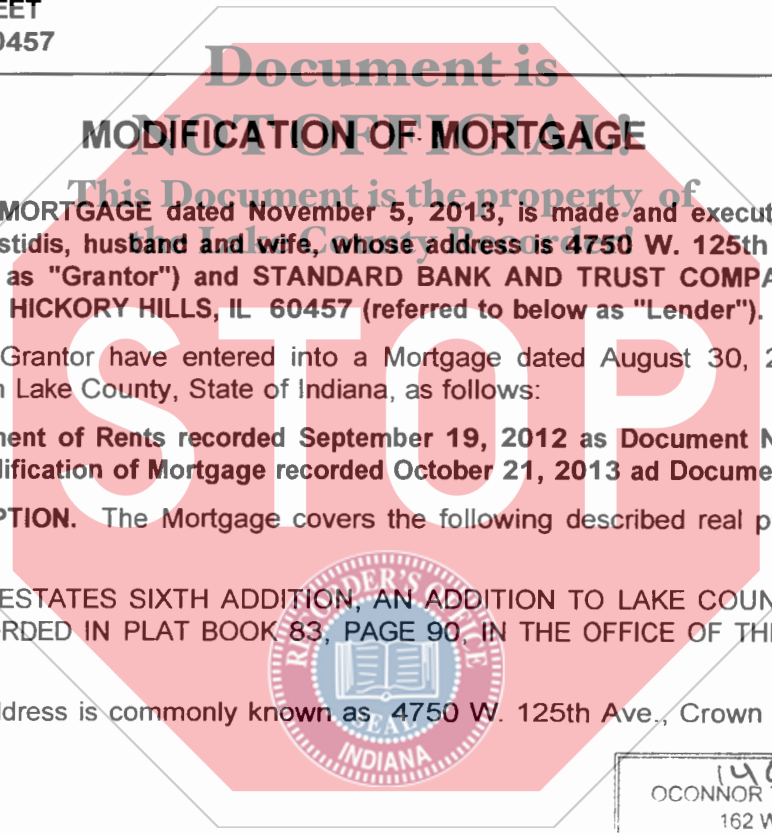 EET
0457
Document is
MODIFICATION OF MORTGAGE
NOT OFFICIAL!
This Document is the property of
MORTGAGE dated November 5, 2013, is made and execut
the Lake County Recorder!
stidis, husband and wife, whose address is 4750 W. 125th
as "Grantor") and STANDARD BANK AND TRUST COMPA
HICKORY HILLS, IL 60457 (referred to below as "Lender").
STOP
Grantor have entered into a Mortgage dated August 30, 2
n Lake County, State of Indiana, as follows:
ment of Rents recorded September 19, 2012 as Document N
dification of Mortgage recorded October 21, 2013 ad Docume
PTION. The Mortgage covers the following described real p
ESTATES SIXTH ADDITION, AN ADDITION TO LAKE COUN
RDED IN PLAT BOOK 83, PAGE 90, IN THE OFFICE OF THE
RECORDER'S OFFICE
SEAL
INDIANA
ddress is commonly known as 4750 W. 125th Ave., Crown
OCONNOR
162 W